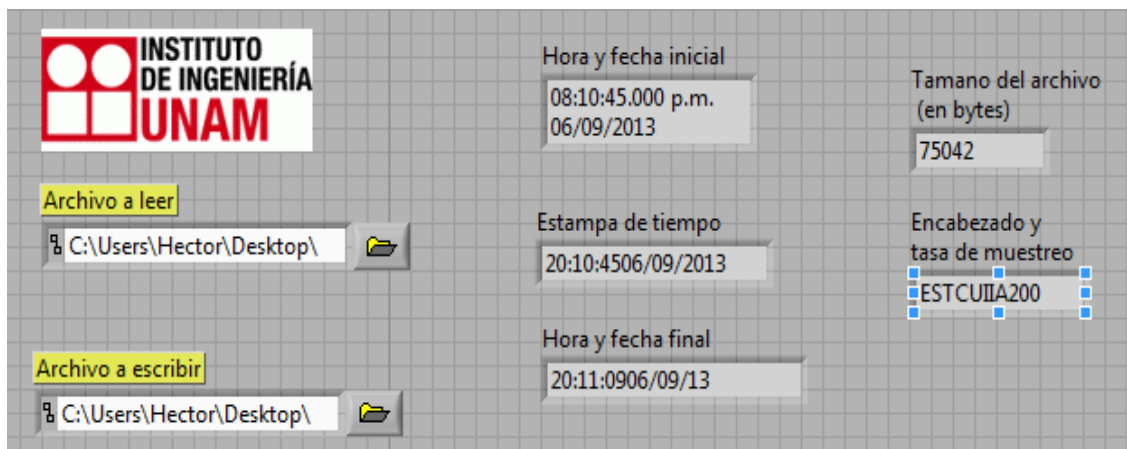 INSTITUTO
DE INGENIERÍA
UNAM
Archivo a leer
C:\Users\Hector\Desktop\
Archivo a escribir
C:\Users\Hector\Desktop\
Hora y fecha inicial
08:10:45.000 p.m.
06/09/2013
Estampa de tiempo
20:10:4506/09/2013
Hora y fecha final
20:11:0906/09/13
Tamano del archivo
(en bytes)
75042
Encabezado y
tasa de muestreo
ESTCUIIA200